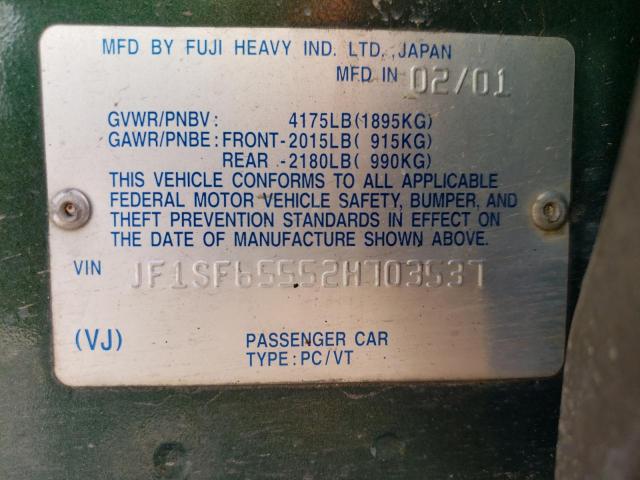 MFD BY FUJI HEAVY IND. LTD. JAPAN
MFD IN 02/01
GVWR/PNBV: 4175LB(1895KG)
GAWR/PNBE: FRONT-2015LB( 915KG)
REAR -2180LB( 990KG)
THIS VEHICLE CONFORMS TO ALL APPLICABLE
FEDERAL MOTOR VEHICLE SAFETY, BUMPER, AND
THEFT PREVENTION STANDARDS IN EFFECT ON
THE DATE OF MANUFACTURE SHOWN ABOVE.
VIN JF1SF65552H703537
(VJ) PASSENGER CAR
TYPE: PC/VT